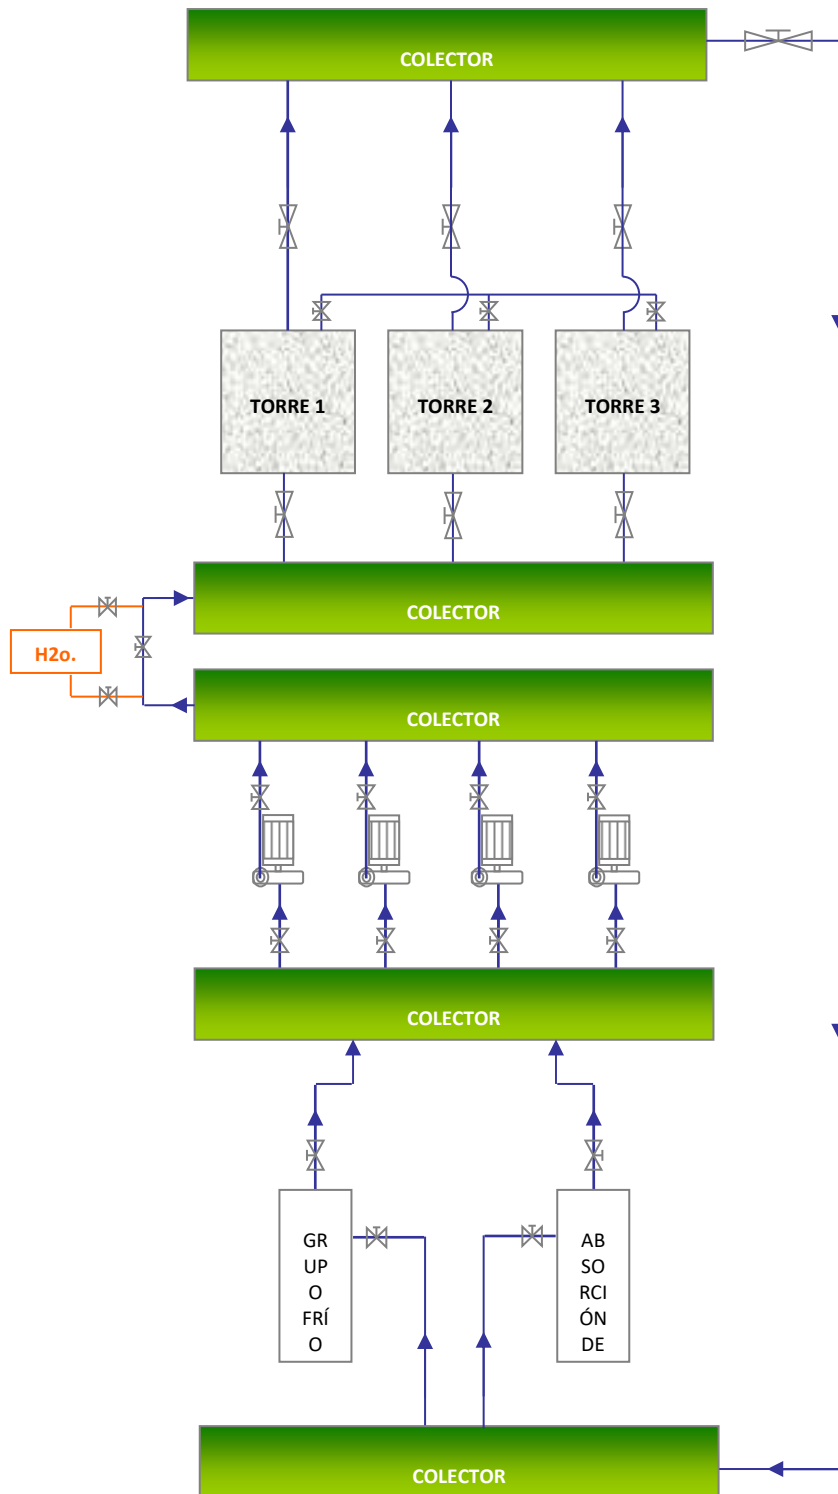 COLECTOR
TORRE 1
TORRE 2
TORRE 3
COLECTOR
H2o.
COLECTOR
COLECTOR
GR
UP
O
FRÍ
O
AB
SO
RCI
ÓN
DE
COLECTOR